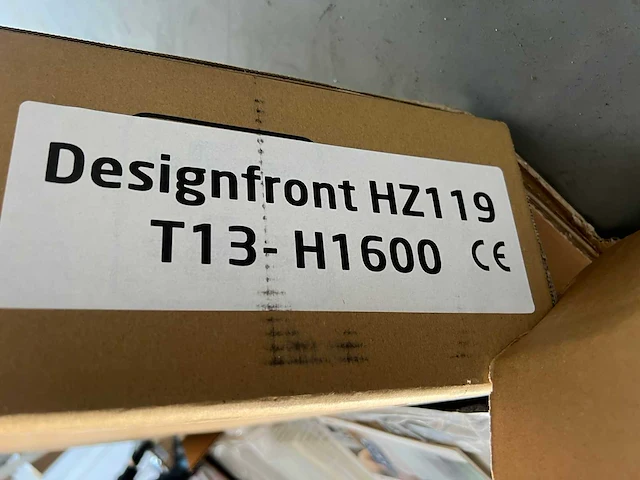 Designfront HZ119
T13- H1600 CE